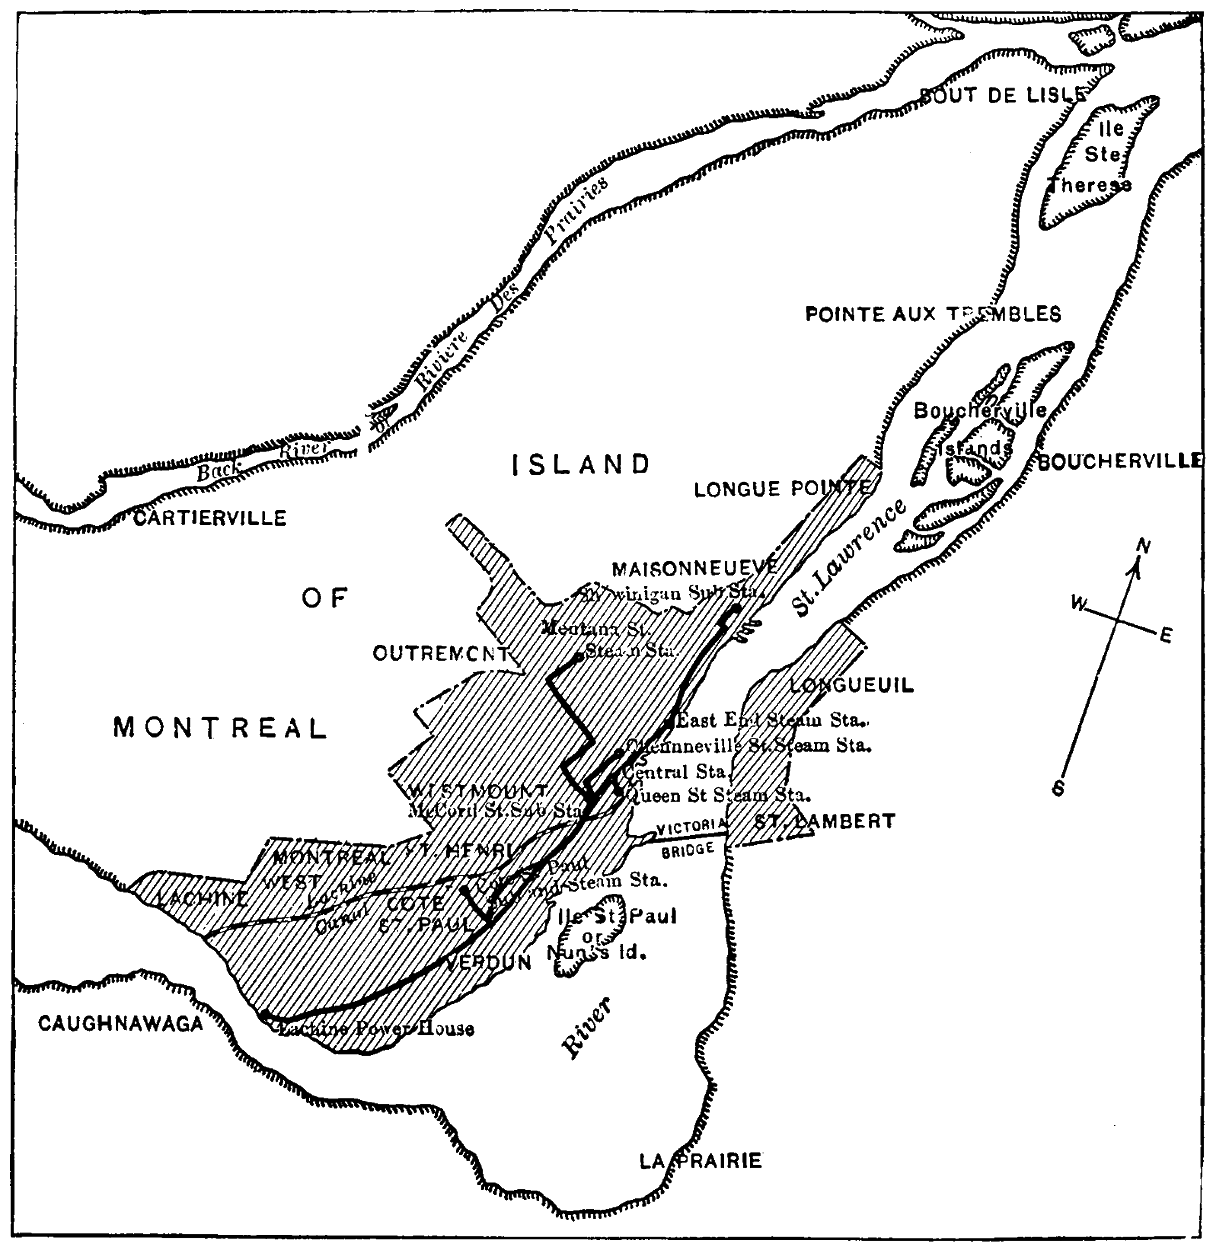 BOUT DE LISLE
Ile
Ste
Therese
Prairies
Des
Riviere
or
Back River
POINTE AUX TREMBLES
Boucherville
Islands
BOUCHERVILLE
ISLAND
LONGUE POINTE
CARTIERVILLE
St. Lawrence
MAISONNEUEVE
Shawinigan Sub Sta.
N
W
E
S
OF
Mentana St.
Steam Sta.
OUTREMONT
LONGUEUIL
MONTREAL
East End Steam Sta.
Chenneville St. Steam Sta.
Central Sta.
WESTMOUNT
Queen St Steam Sta.
McCord St. Sub Sta.
VICTORIA
BRIDGE
ST. LAMBERT
MONTREAL
WEST
ST. HENRI
LACHINE
Lachine
Canal
Cote St. Paul
Sub and Steam Sta.
COTE
ST. PAUL
Ile St. Paul
or
Nun's Id.
VERDUN
River
CAUGHNAWAGA
Lachine Power House
LA PRAIRIE